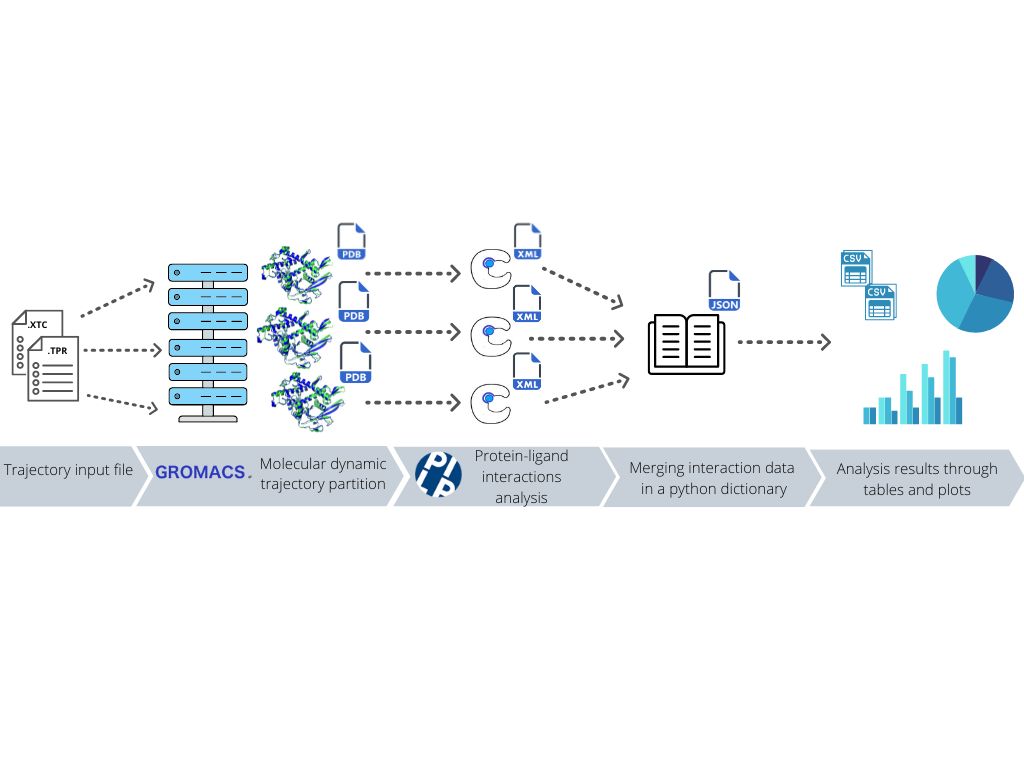 PDB
XML
CSV
CSV
PDB
XML
JSON
.XTC
.TPR
PDB
XML
Trajectory input file
GROMACS.
Molecular dynamic
trajectory partition
PLIP
Protein-ligand
interactions
analysis
Merging interaction data
in a python dictionary
Analysis results through
tables and plots